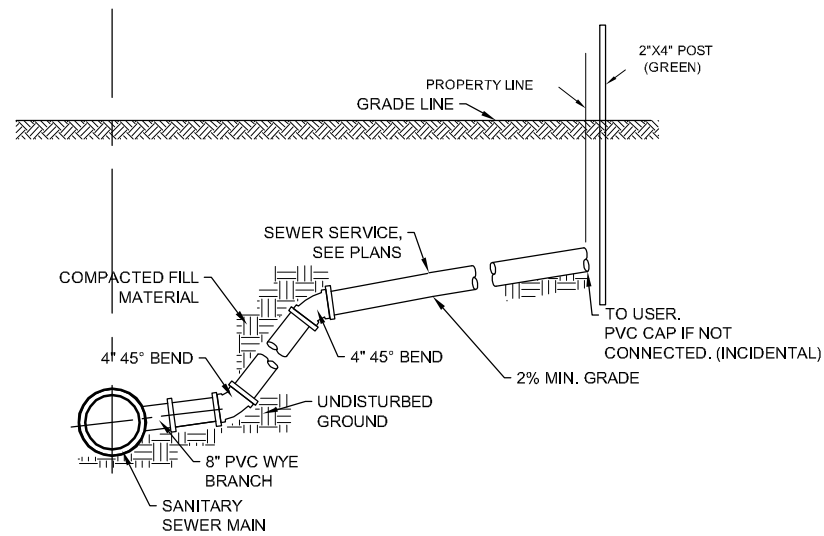 2"X4" POST
(GREEN)
PROPERTY LINE
GRADE LINE
SEWER SERVICE,
SEE PLANS
COMPACTED FILL
MATERIAL
TO USER.
PVC CAP IF NOT
CONNECTED. (INCIDENTAL)
4" 45° BEND
4" 45° BEND
2% MIN. GRADE
UNDISTURBED
GROUND
8" PVC WYE
BRANCH
SANITARY
SEWER MAIN